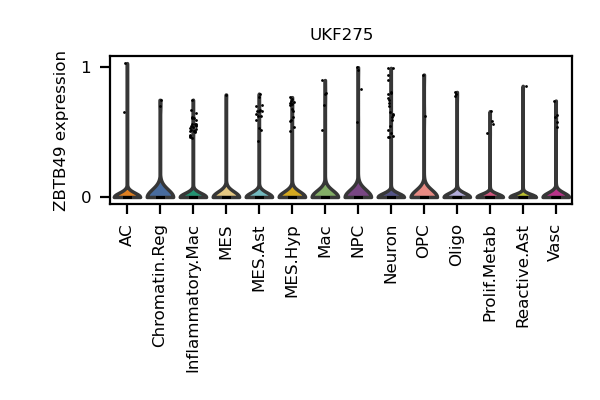 UKF275
ZBTB49 expression
1
0
AC
Chromatin.Reg
Inflammatory.Mac
MES
MES.Ast
MES.Hyp
Mac
NPC
Neuron
OPC
Oligo
Prolif.Metab
Reactive.Ast
Vasc